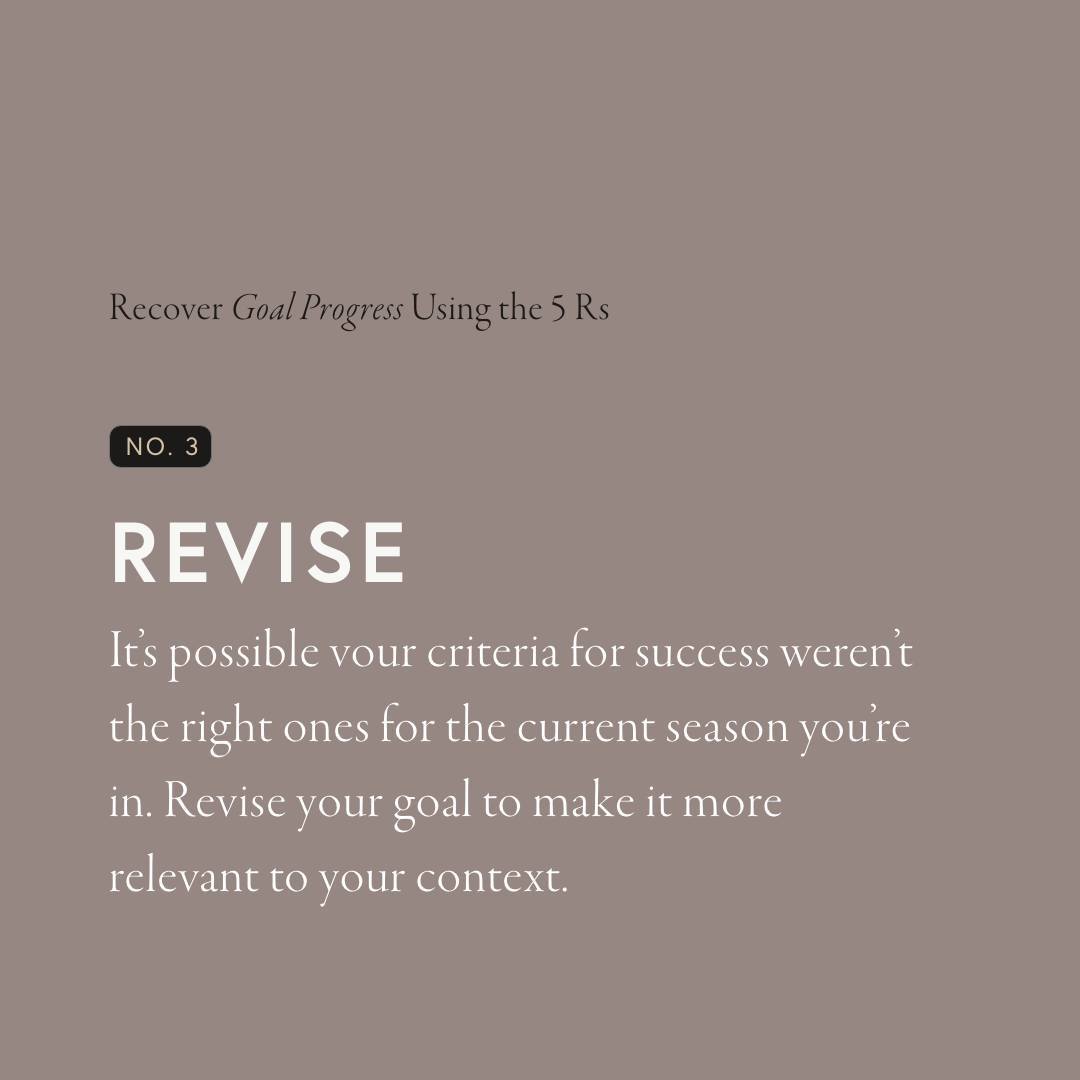 Recover Goal Progress Using the 5 Rs
NO. 3
REVISE
It’s possible vour criteria for success weren’t
the right ones for the current season you’re
in. Revise your goal to make it more
relevant to your context.